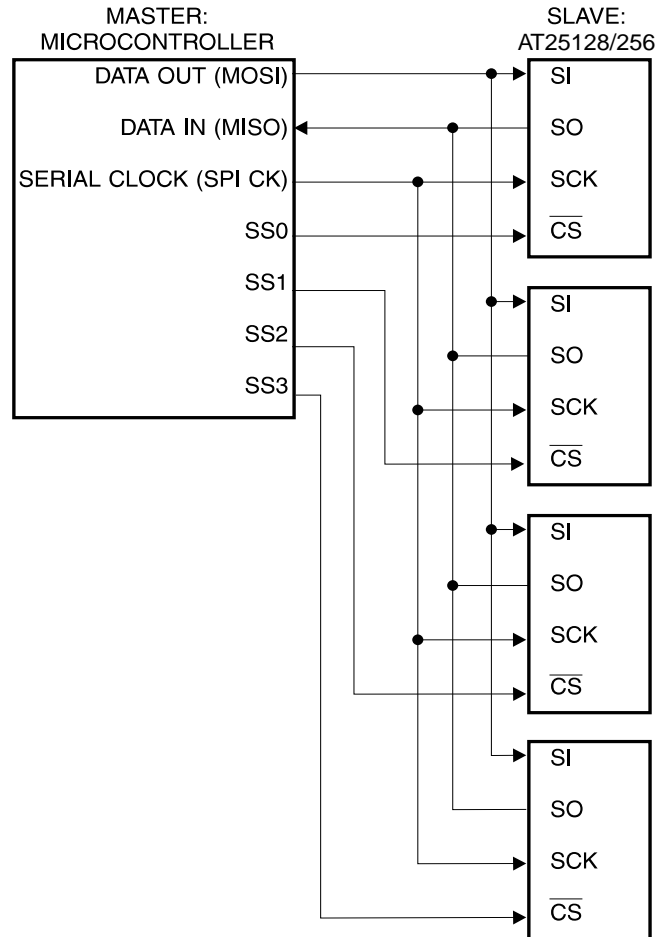 MASTER:
MICROCONTROLLER
DATA OUT (MOSI)
DATA IN (MISO)
SERIAL CLOCK (SPI CK)
SS0
SS1
SS2
SS3
SLAVE:
AT25128/256
SI
SO
SCK
CS
SI
SO
SCK
CS
SI
SO
SCK
CS
SI
SO
SCK
CS